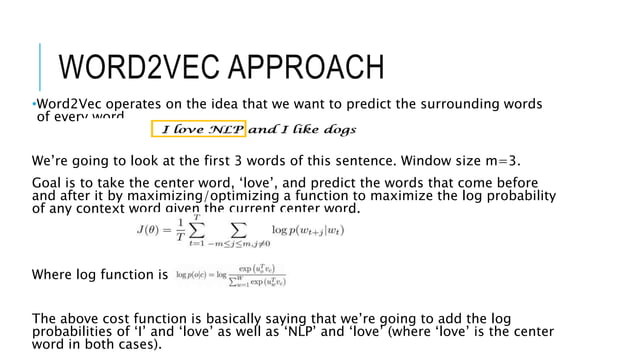 WORD2VEC APPROACH
•Word2Vec operates on the idea that we want to predict the surrounding words
of every word.
I love NLP and I like dogs
We’re going to look at the first 3 words of this sentence. Window size m=3.
Goal is to take the center word, ‘love’, and predict the words that come before
and after it by maximizing/optimizing a function to maximize the log probability
of any context word given the current center word.
J(θ) = 1/T ∑_{t=1}^{T} ∑_{−m≤j≤m,j≠0} log p(w_{t+j}|w_t)
Where log function is log p(o|c) = log exp(u_o^T v_c) / ∑_{w=1}^{W} exp(u_w^T v_c)
The above cost function is basically saying that we’re going to add the log
probabilities of ‘I’ and ‘love’ as well as ‘NLP’ and ‘love’ (where ‘love’ is the center
word in both cases).